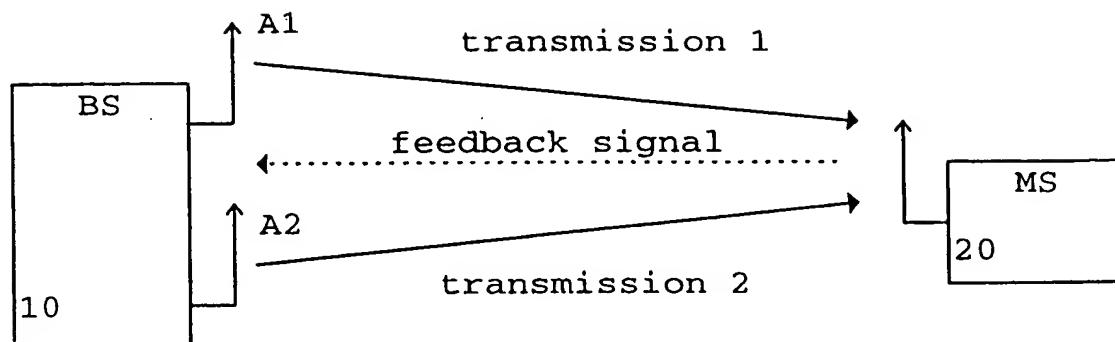 A1
transmission 1
BS
feedback signal
MS
A2
20
transmission 2
10